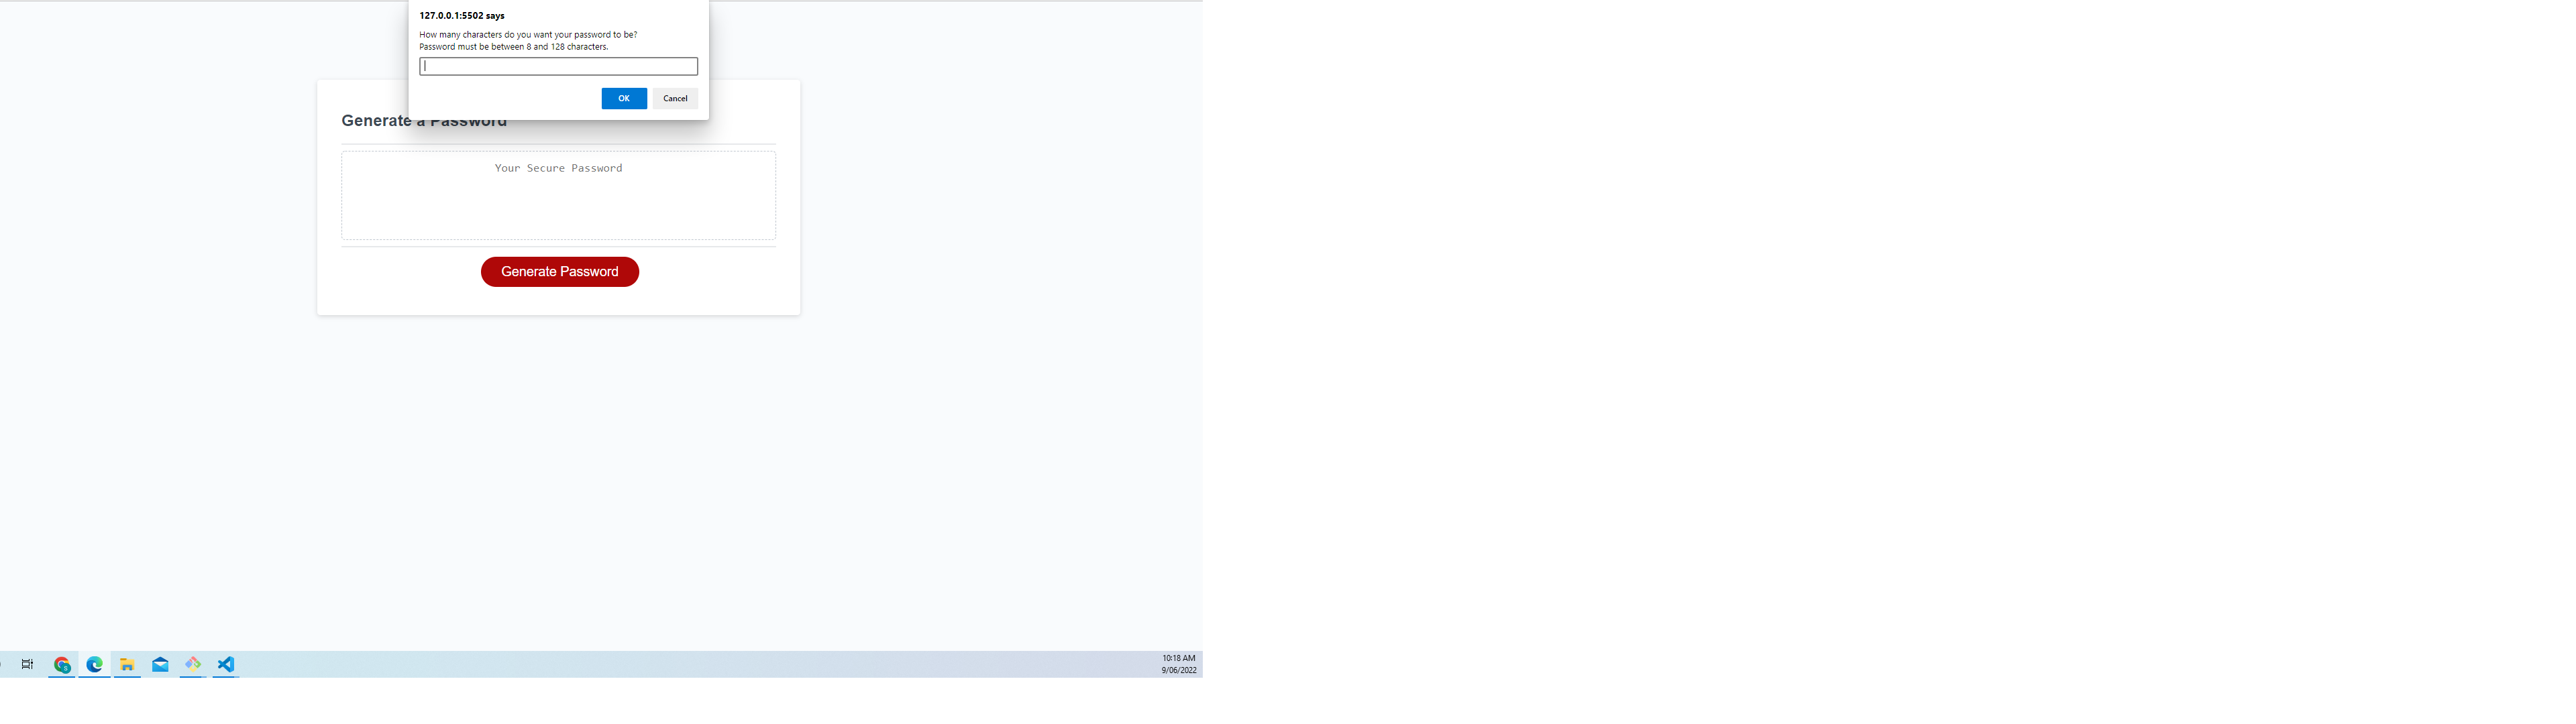 127.0.0.1:5502 says
How many characters do you want your password to be?
Password must be between 8 and 128 characters.
OK
Cancel
Generate a Password
Your Secure Password
Generate Password
10:18 AM
9/06/2022